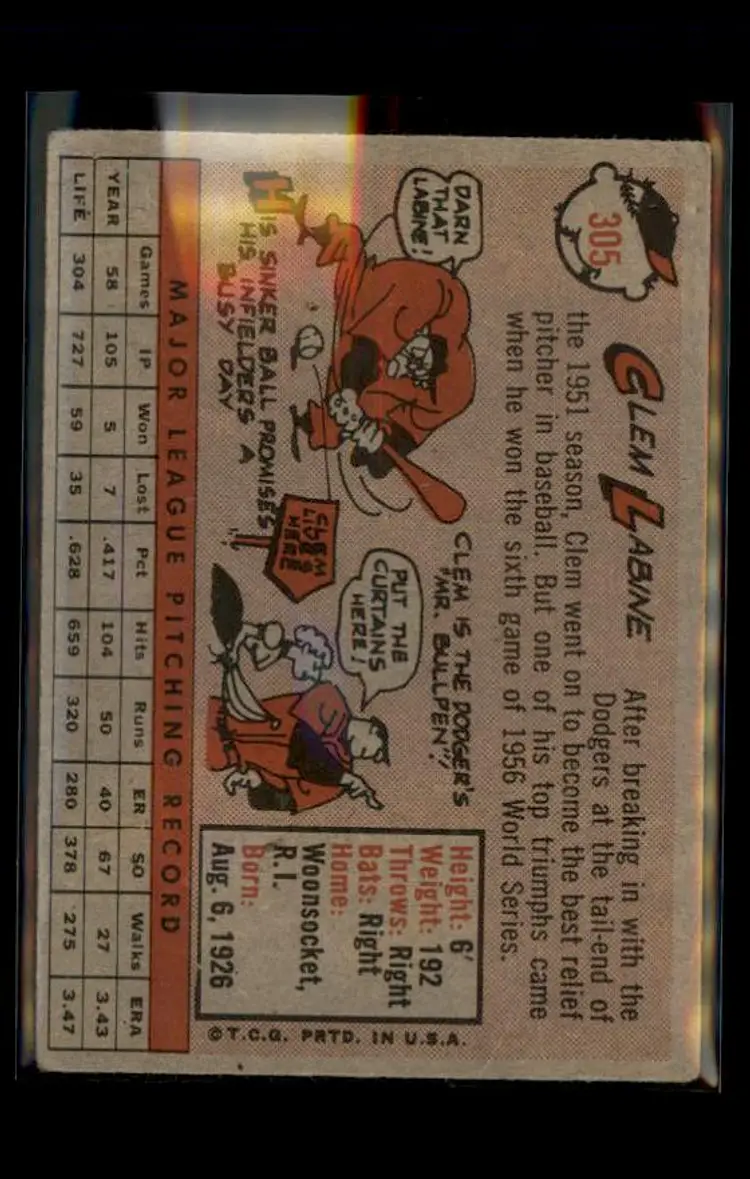 305
CLEM LABINE
After breaking in with the
Dodgers at the tail-end of
the 1951 season, Clem went on to become the best relief
pitcher in baseball. But one of his top triumphs came
when he won the sixth game of 1956 World Series.
DARN
THAT
LABINE!
HIS SINKER BALL PROMISES
HIS INFIELDERS A
BUSY DAY
CLEM IS THE DODGER'S
"MR. BULLPEN"!
CLEM
LIVES
HERE
PUT THE
CURTAINS
HERE!
Height: 6'
Weight: 192
Throws: Right
Bats: Right
Home:
Woonsocket,
R.I.
Born:
Aug. 6, 1926
© T.C.G. PRTD. IN U.S.A.
MAJOR LEAGUE PITCHING RECORD
Games IP Won Lost Pct Hits Runs ER SO Walks ERA
YEAR 58 105 5 7 .417 104 50 40 67 27 3.43
LIFE 304 727 59 35 .628 659 320 280 378 275 3.47